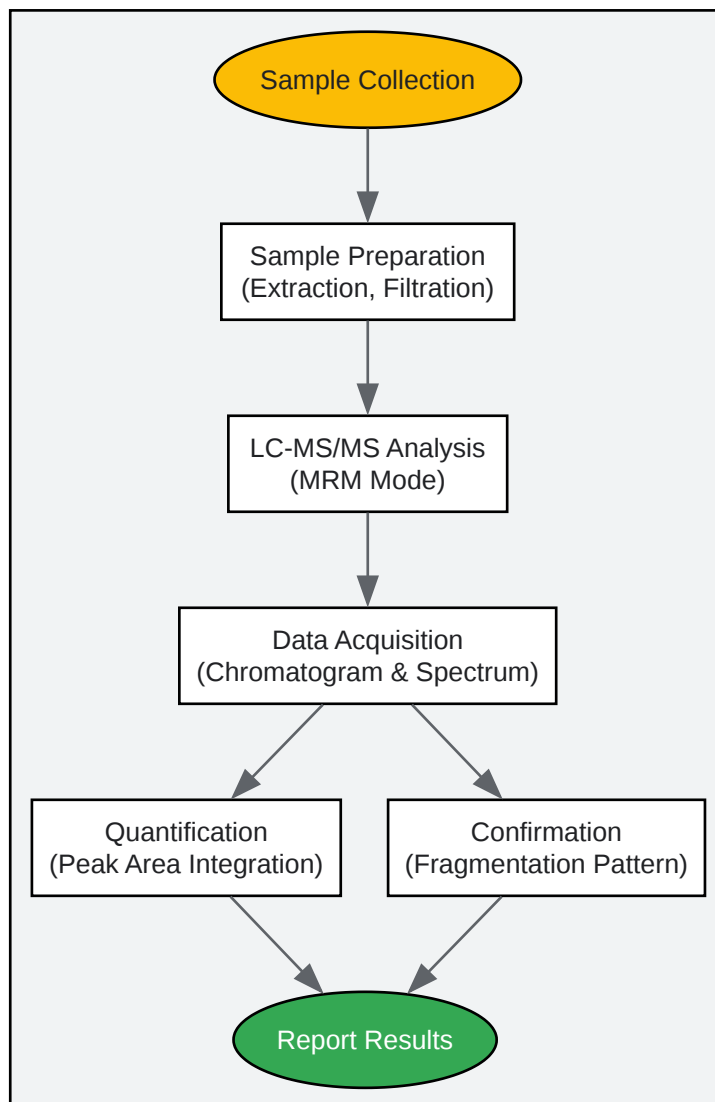 Sample Collection
Sample Preparation
(Extraction, Filtration)
LC-MS/MS Analysis
(MRM Mode)
Data Acquisition
(Chromatogram & Spectrum)
Quantification
(Peak Area Integration)
Confirmation
(Fragmentation Pattern)
Report Results